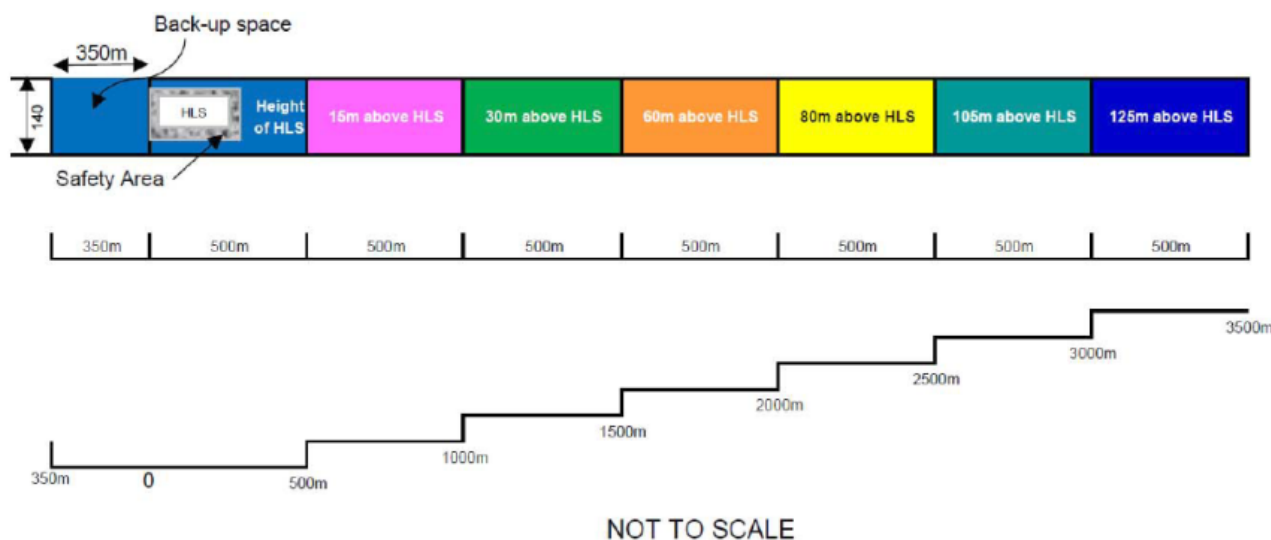 Back-up space
350m
140
HLS
Height
of HLS
15m above HLS
30m above HLS
60m above HLS
80m above HLS
105m above HLS
125m above HLS
Safety Area
350m
500m
500m
500m
500m
500m
500m
500m
3500m
3000m
2500m
2000m
1500m
1000m
350m
0
500m
NOT TO SCALE